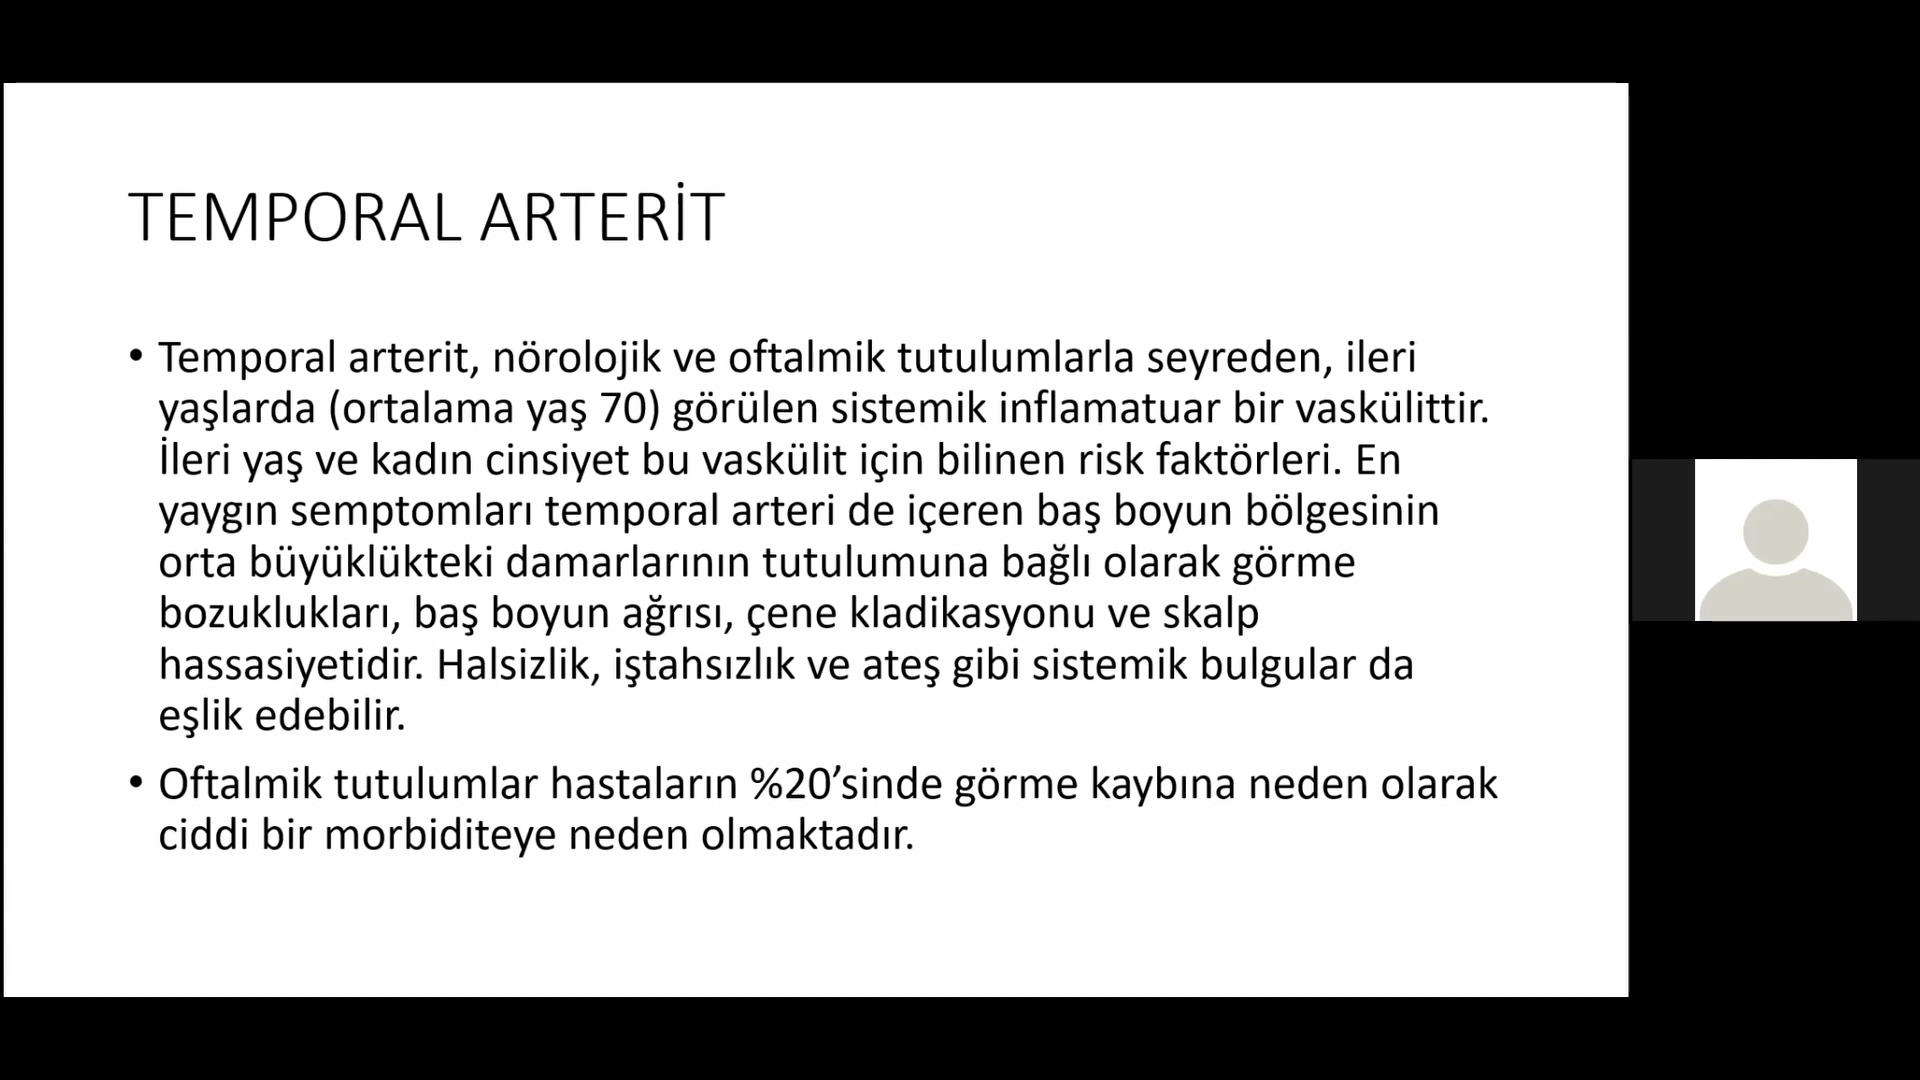 TEMPORAL ARTERİT
• Temporal arterit, nörolojik ve oftalmik tutulumlarla seyreden, ileri
yaşlarda (ortalama yaş 70) görülen sistemik inflamatuar bir vaskülittir.
İleri yaş ve kadın cinsiyet bu vaskülit için bilinen risk faktörleri. En
yaygın semptomları temporal arteri de içeren baş boyun bölgesinin
orta büyüklükteki damarlarının tutulumuna bağlı olarak görme
bozuklukları, baş boyun ağrısı, çene kladikasyonu ve skalp
hassasiyetidir. Halsizlik, iştahsızlık ve ateş gibi sistemik bulgular da
eşlik edebilir.
• Oftalmik tutulumlar hastaların %20’sinde görme kaybına neden olarak
ciddi bir morbiditeye neden olmaktadır.